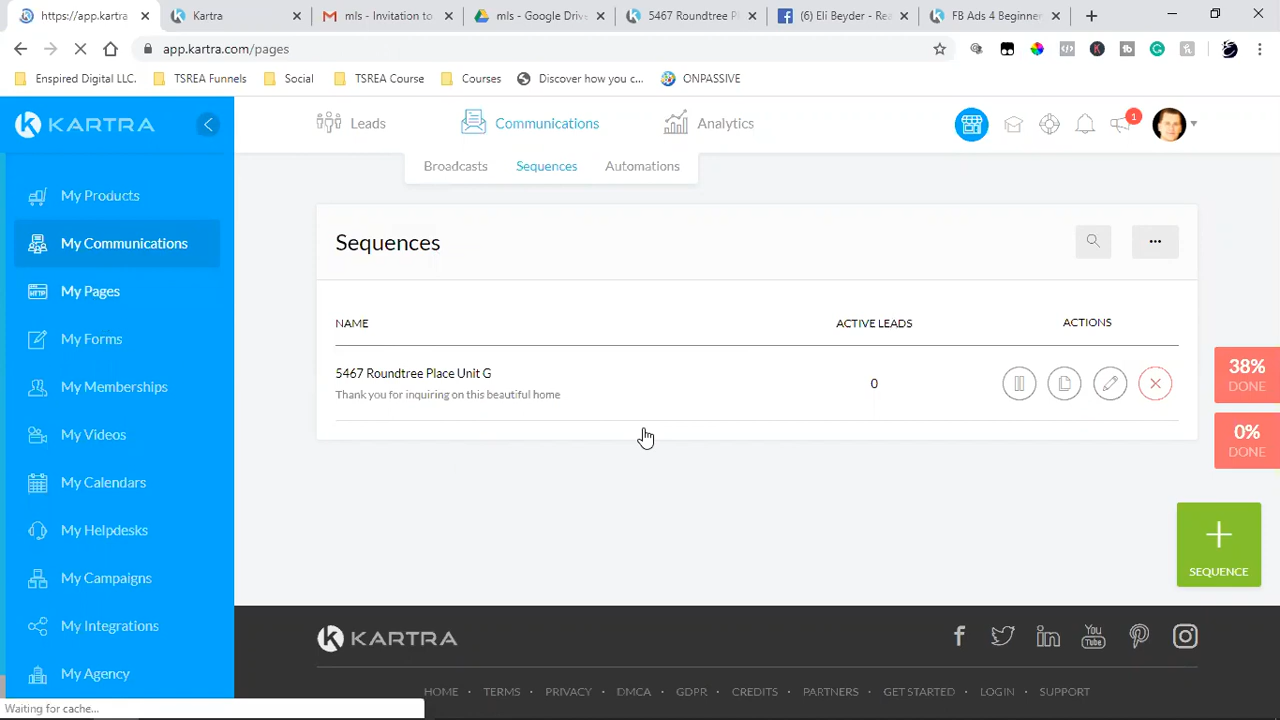 https://app.kartra
Kartra
mls - Invitation to
mls - Google Drive
5467 Roundtree P
(6) Eli Beyder - Rea
FB Ads 4 Beginner
app.kartra.com/pages
Enspired Digital LLC.
TSREA Funnels
Social
TSREA Course
Courses
Discover how you c...
ONPASSIVE
KARTRA
Leads
Communications
Analytics
1
Broadcasts
Sequences
Automations
My Products
My Communications
My Pages
My Forms
My Memberships
My Videos
My Calendars
My Helpdesks
My Campaigns
My Integrations
My Agency
Sequences
NAME
ACTIVE LEADS
ACTIONS
5467 Roundtree Place Unit G
Thank you for inquiring on this beautiful home
0
38%
DONE
0%
DONE
SEQUENCE
KARTRA
HOME
TERMS
PRIVACY
DMCA
GDPR
CREDITS
PARTNERS
GET STARTED
LOGIN
SUPPORT
Waiting for cache...